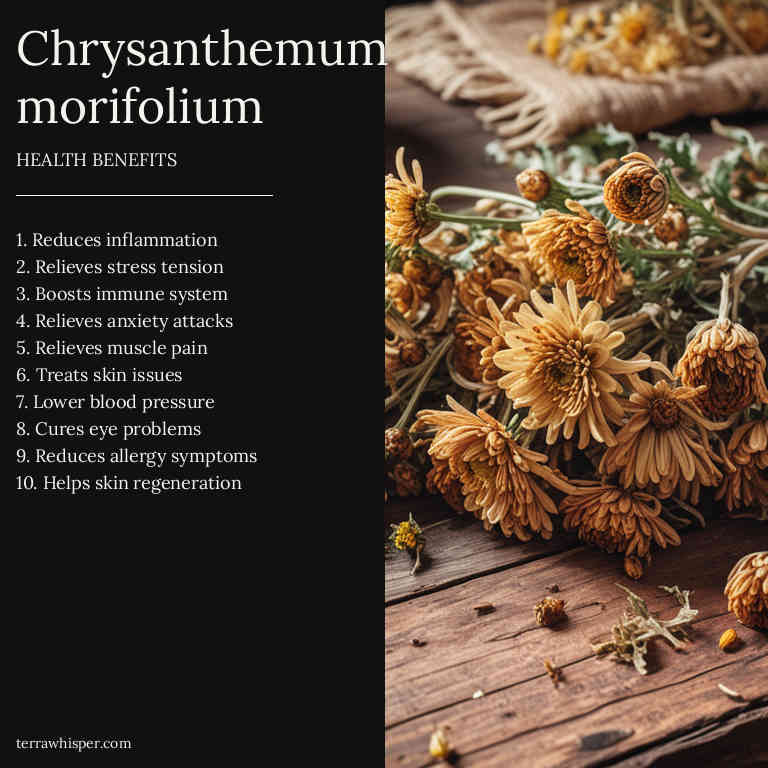 Chrysanthemum
morifolium
HEALTH BENEFITS
1. Reduces inflammation
2. Relieves stress tension
3. Boosts immune system
4. Relieves anxiety attacks
5. Relieves muscle pain
6. Treats skin issues
7. Lower blood pressure
8. Cures eye problems
9. Reduces allergy symptoms
10. Helps skin regeneration
terrawhisper.com